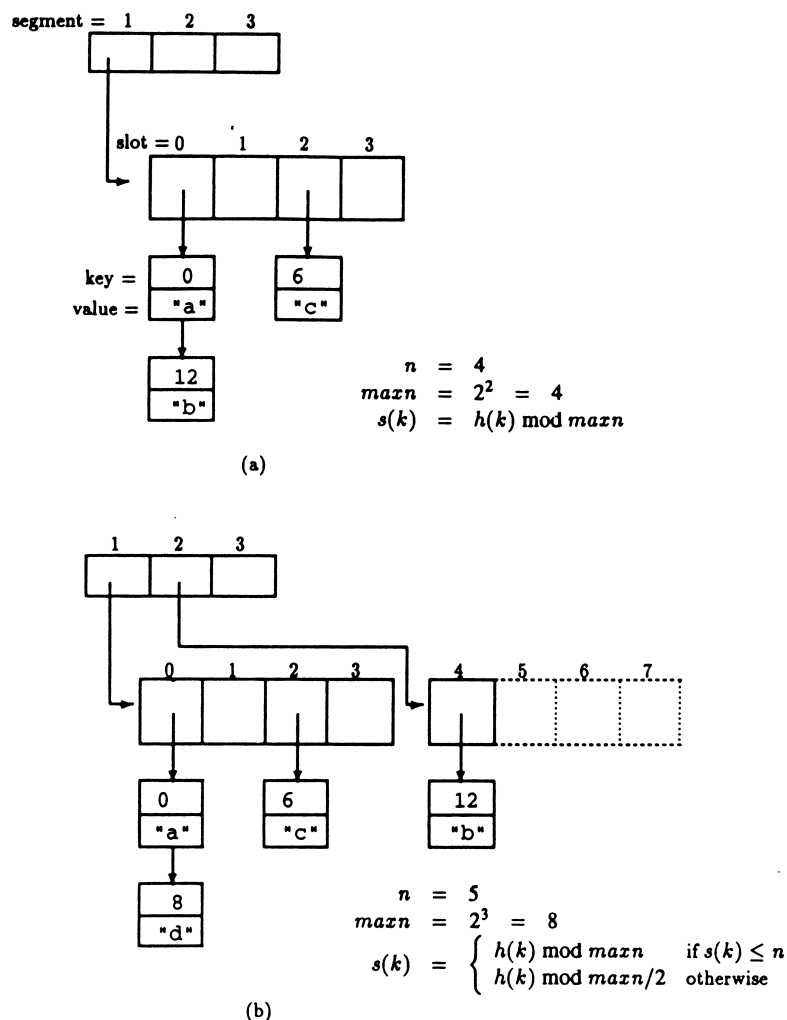 segment = 1 2 3
slot = 0 1 2 3
key = 0 6
value = "a" "c"
12
"b"
n = 4
maxn = 2^2 = 4
s(k) = h(k) mod maxn
(a)
1 2 3
0 1 2 3 4 5 6 7
0 6 12
"a" "c" "b"
8
"d"
n = 5
maxn = 2^3 = 8
s(k) = { h(k) mod maxn if s(k) ≤ n
h(k) mod maxn/2 otherwise
(b)